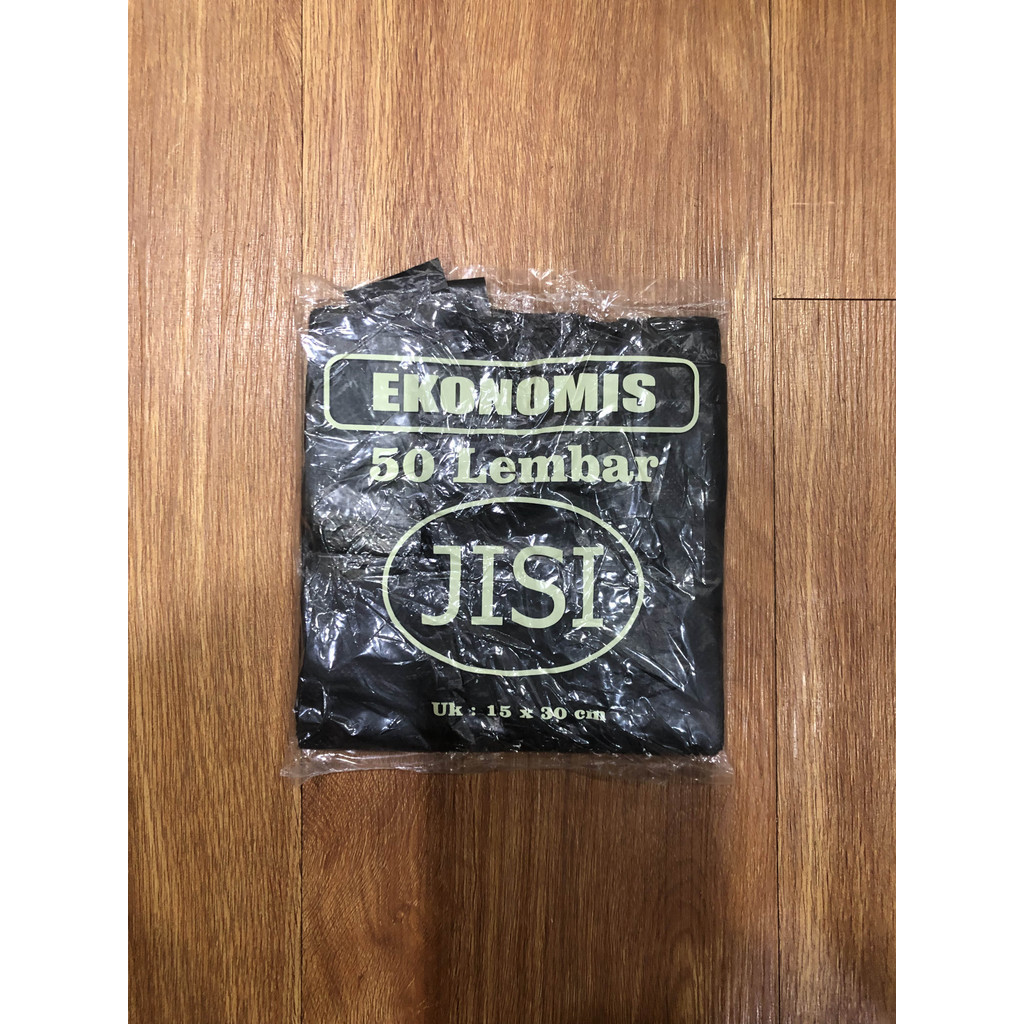 EKONOMIS
50 Lembar
JISI
Uk : 15 x 30 cm